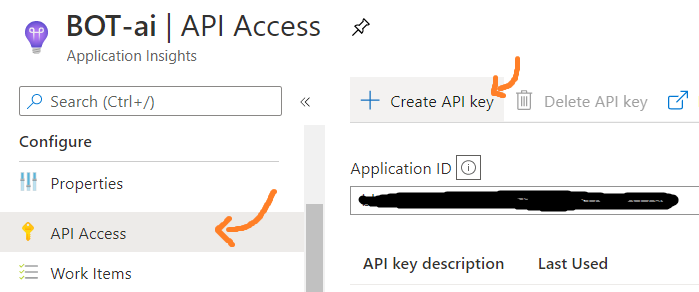 BOT-ai | API Access
Application Insights
Search (Ctrl+/)
Configure
Properties
API Access
Work Items
Create API key
Delete API key
Application ID
API key description
Last Used